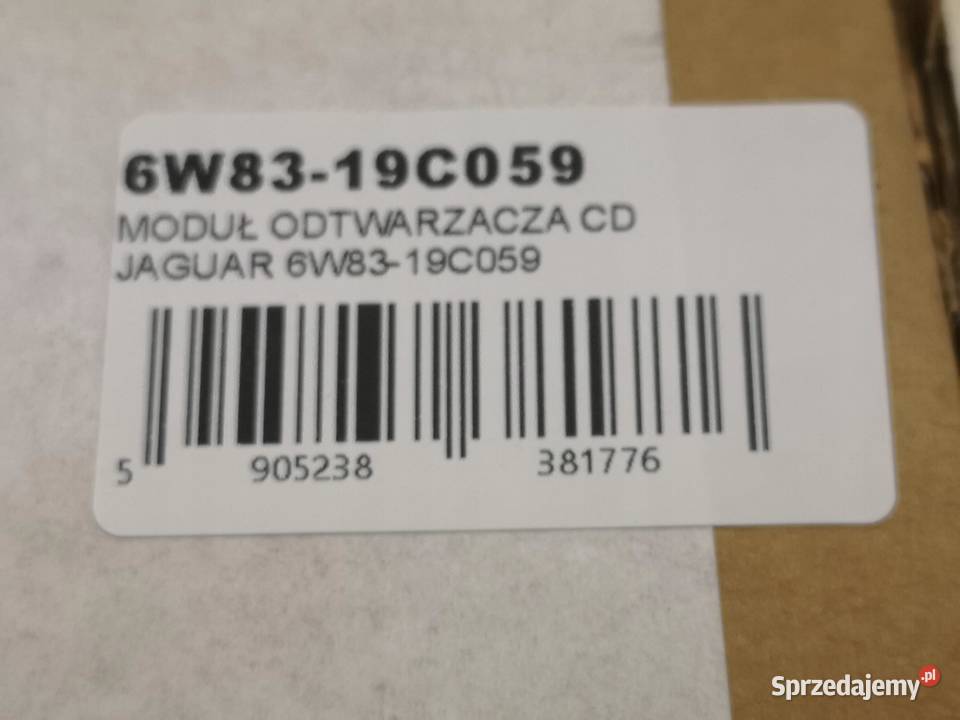 6W83-19C059
MODUŁ ODTWARZACZA CD
JAGUAR 6W83-19C059
5 905238 381776
Sprzedajemy.pl